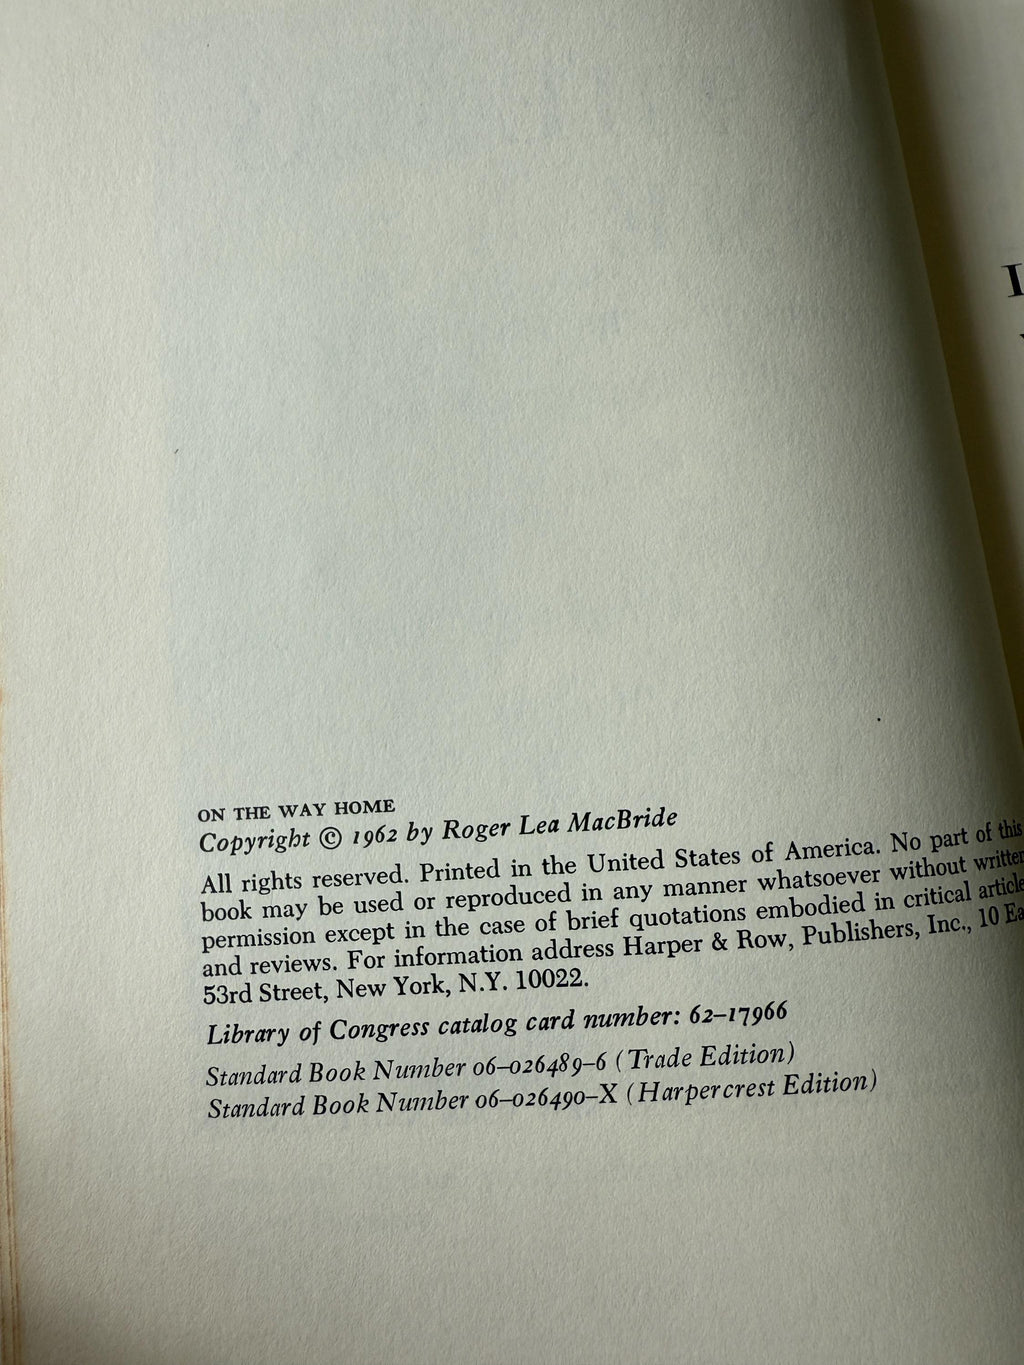 ON THE WAY HOME
Copyright © 1962 by Roger Lea MacBride
All rights reserved. Printed in the United States of America. No part of this
book may be used or reproduced in any manner whatsoever without written
permission except in the case of brief quotations embodied in critical article
and reviews. For information address Harper & Row, Publishers, Inc., 10 Ea
53rd Street, New York, N.Y. 10022.
Library of Congress catalog card number: 62–17966
Standard Book Number 06–026489–6 (Trade Edition)
Standard Book Number 06–026490–X (Harpercrest Edition)